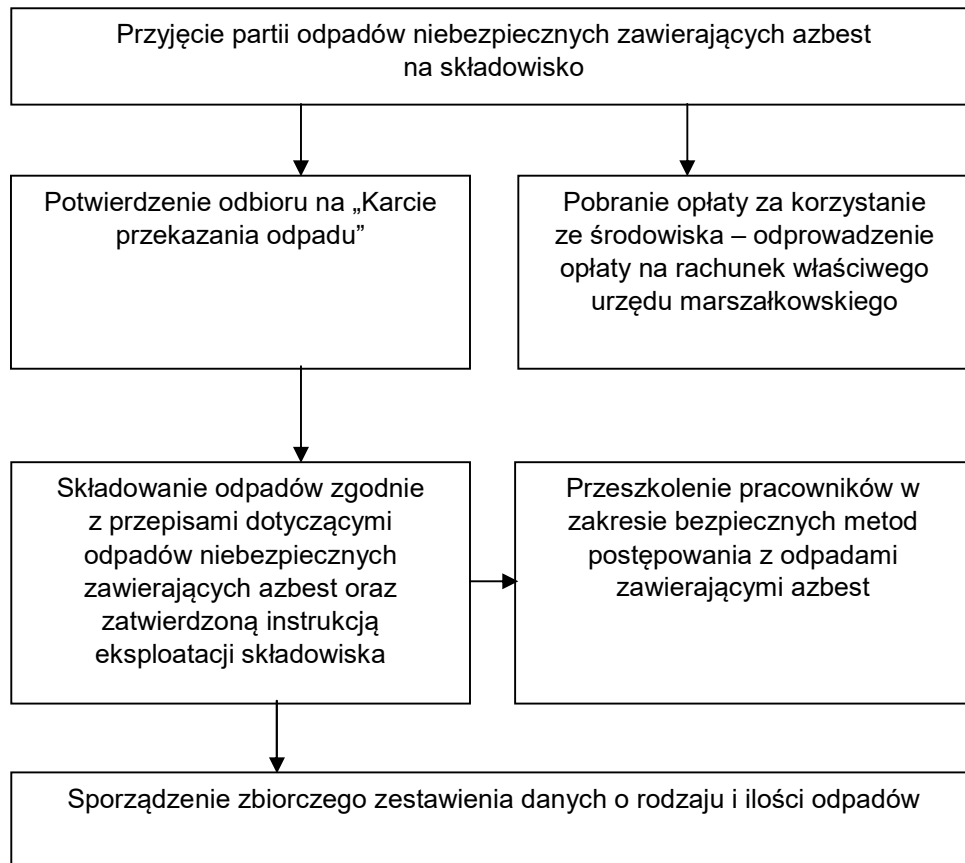 Przyjęcie partii odpadów niebezpiecznych zawierających azbest
na składowisko
Potwierdzenie odbioru na „Karcie
przekazania odpadu”
Pobranie opłaty za korzystanie
ze środowiska – odprowadzenie
opłaty na rachunek właściwego
urzędu marszałkowskiego
Składowanie odpadów zgodnie
z przepisami dotyczącymi
odpadów niebezpiecznych
zawierających azbest oraz
zatwierdzoną instrukcją
eksploatacji składowiska
Przeszkolenie pracowników w
zakresie bezpiecznych metod
postępowania z odpadami
zawierającymi azbest
Sporządzenie zbiorczego zestawienia danych o rodzaju i ilości odpadów